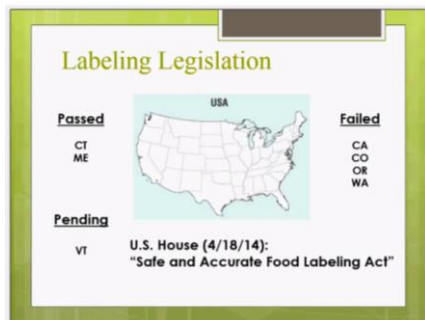 Labeling Legislation
USA
Passed
CT
ME
Failed
CA
CO
OR
WA
Pending
VT
U.S. House (4/18/14):
“Safe and Accurate Food Labeling Act”